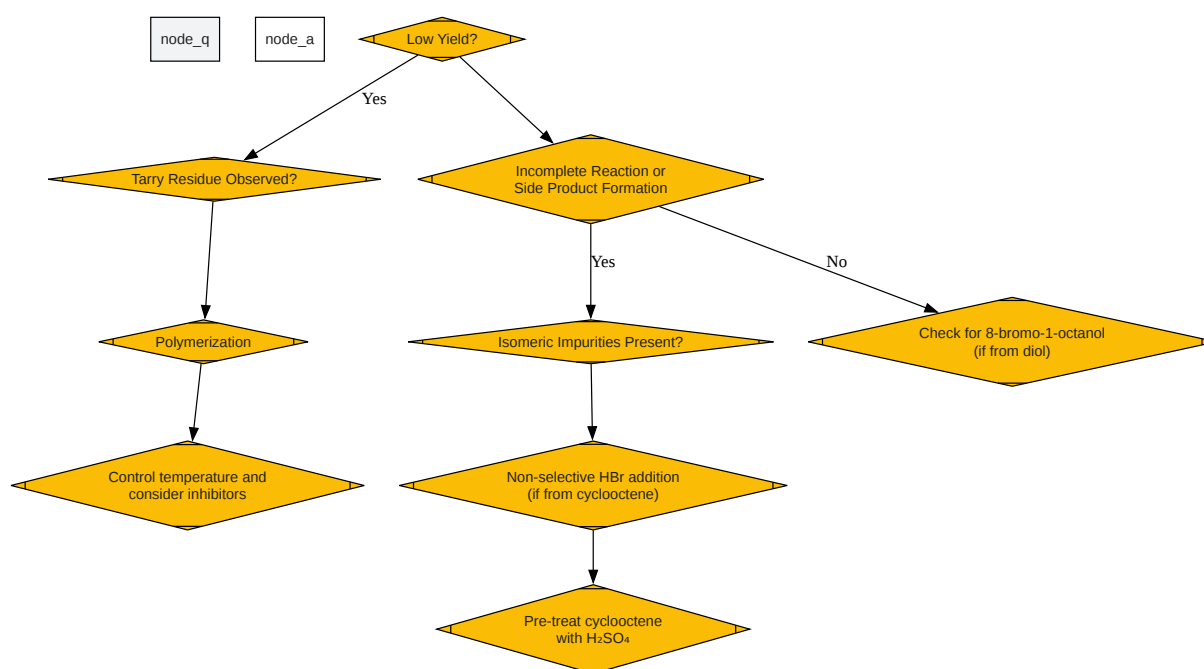 node_q
node_a
Low Yield?
Yes
Tarry Residue Observed?
Incomplete Reaction or
Side Product Formation
Yes
No
Polymerization
Isomeric Impurities Present?
Check for 8-bromo-1-octanol
(if from diol)
Control temperature and
consider inhibitors
Non-selective HBr addition
(if from cyclooctene)
Pre-treat cyclooctene
with H₂SO₄